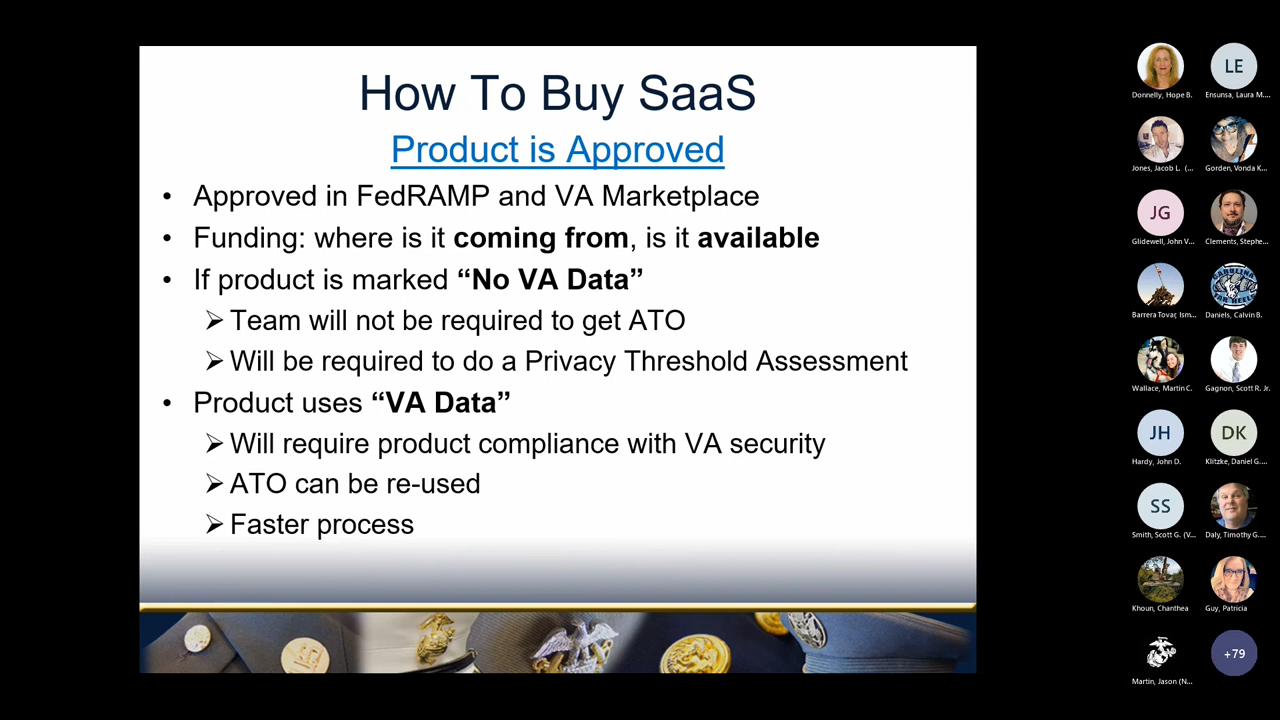 How To Buy SaaS
Product is Approved
• Approved in FedRAMP and VA Marketplace
• Funding: where is it coming from, is it available
• If product is marked “No VA Data”
➢ Team will not be required to get ATO
➢ Will be required to do a Privacy Threshold Assessment
• Product uses “VA Data”
➢ Will require product compliance with VA security
➢ ATO can be re-used
➢ Faster process
LE
Donnelly, Hope B.
Ensunsa, Laura M....
Jones, Jacob L. (...
Gorden, Vonda K...
JG
Glidewell, John V...
Clements, Stephe...
CAROLINA
TAR HEELS
Barrera Tovar, Ism...
Daniels, Calvin B.
Wallace, Martin C.
Gagnon, Scott R. Jr.
JH
DK
Hardy, John D.
Klitzke, Daniel G....
SS
Smith, Scott G. (V...
Daly, Timothy G....
Khoun, Chanthea
Guy, Patricia
+79
Martin, Jason (N...